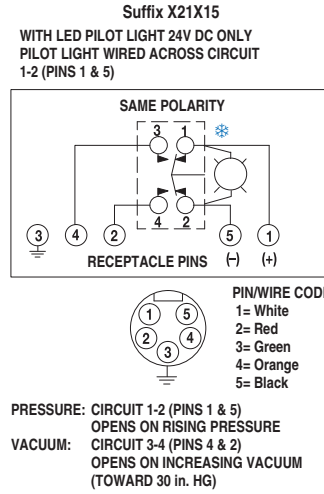 Suffix X21X15
WITH LED PILOT LIGHT 24V DC ONLY
PILOT LIGHT WIRED ACROSS CIRCUIT
1-2 (PINS 1 & 5)
SAME POLARITY
3 1
4 2
3 4 2 5 1
RECEPTACLE PINS (–) (+)
PIN/WIRE CODE
1= White
2= Red
3= Green
4= Orange
5= Black
1 5
2 4
3
PRESSURE: CIRCUIT 1-2 (PINS 1 & 5)
OPENS ON RISING PRESSURE
VACUUM: CIRCUIT 3-4 (PINS 4 & 2)
OPENS ON INCREASING VACUUM
(TOWARD 30 in. HG)